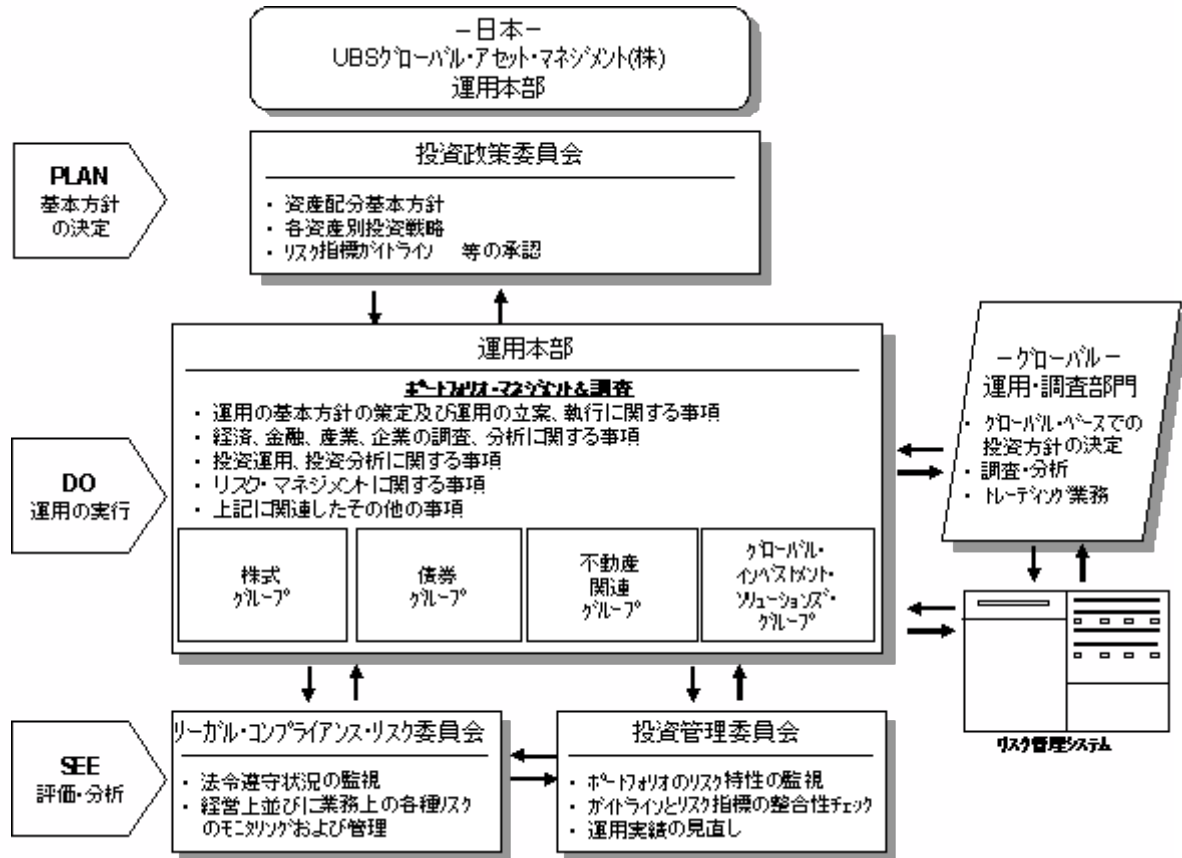 －日本－
UBSグローバル・アセット・マネジメント(株)
運用本部
投資政策委員会
・ 資産配分基本方針
・ 各資産別投資戦略
・ リスク指標ガイドライン 等の承認
PLAN
基本方針
の決定
運用本部
ポートフォリオ・マネジメント&調査
・ 運用の基本方針の策定及び運用の立案、執行に関する事項
・ 経済、金融、産業、企業の調査、分析に関する事項
・ 投資運用、投資分析に関する事項
・ リスク・マネジメントに関する事項
・ 上記に関連したその他の事項
DO
運用の実行
株式
グループ
債券
グループ
不動産
関連
グループ
グローバル・
インベストメント・
ソリューションズ・
グループ
－グローバル－
運用・調査部門
・ グローバル・ベースでの
投資方針の決定
・ 調査・分析
・ トレーディング業務
リスク管理システム
SEE
評価・分析
リーガル・コンプライアンス・リスク委員会
・ 法令遵守状況の監視
・ 経営上並びに業務上の各種リスク
のモニタリングおよび管理
投資管理委員会
・ ポートフォリオのリスク特性の監視
・ ガイドラインとリスク指標の整合性チェック
・ 運用実績の見直し